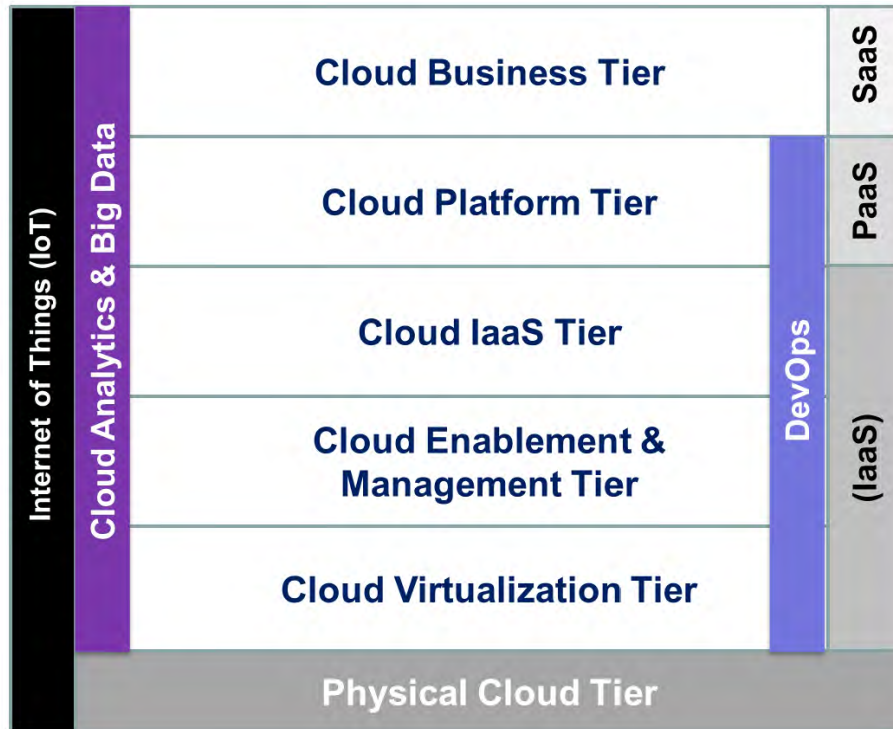 Internet of Things (IoT)
Cloud Analytics & Big Data
Cloud Business Tier
Cloud Platform Tier
Cloud IaaS Tier
Cloud Enablement &
Management Tier
Cloud Virtualization Tier
DevOps
SaaS
PaaS
(IaaS)
Physical Cloud Tier